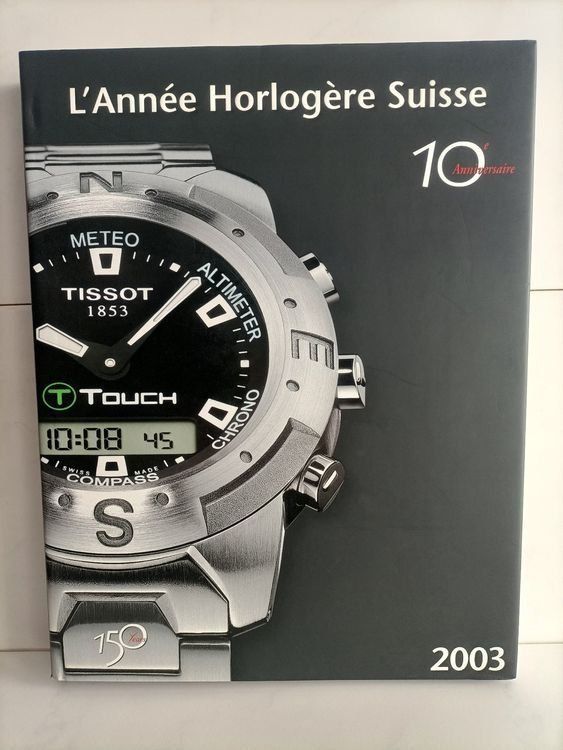 L'Année Horlogère Suisse
10e
Anniversaire
N
METEO
ALTIMETER
TISSOT
1853
E
T TOUCH
CHRONO
10:08 45
SWISS MADE
COMPASS
S
150 Years
2003